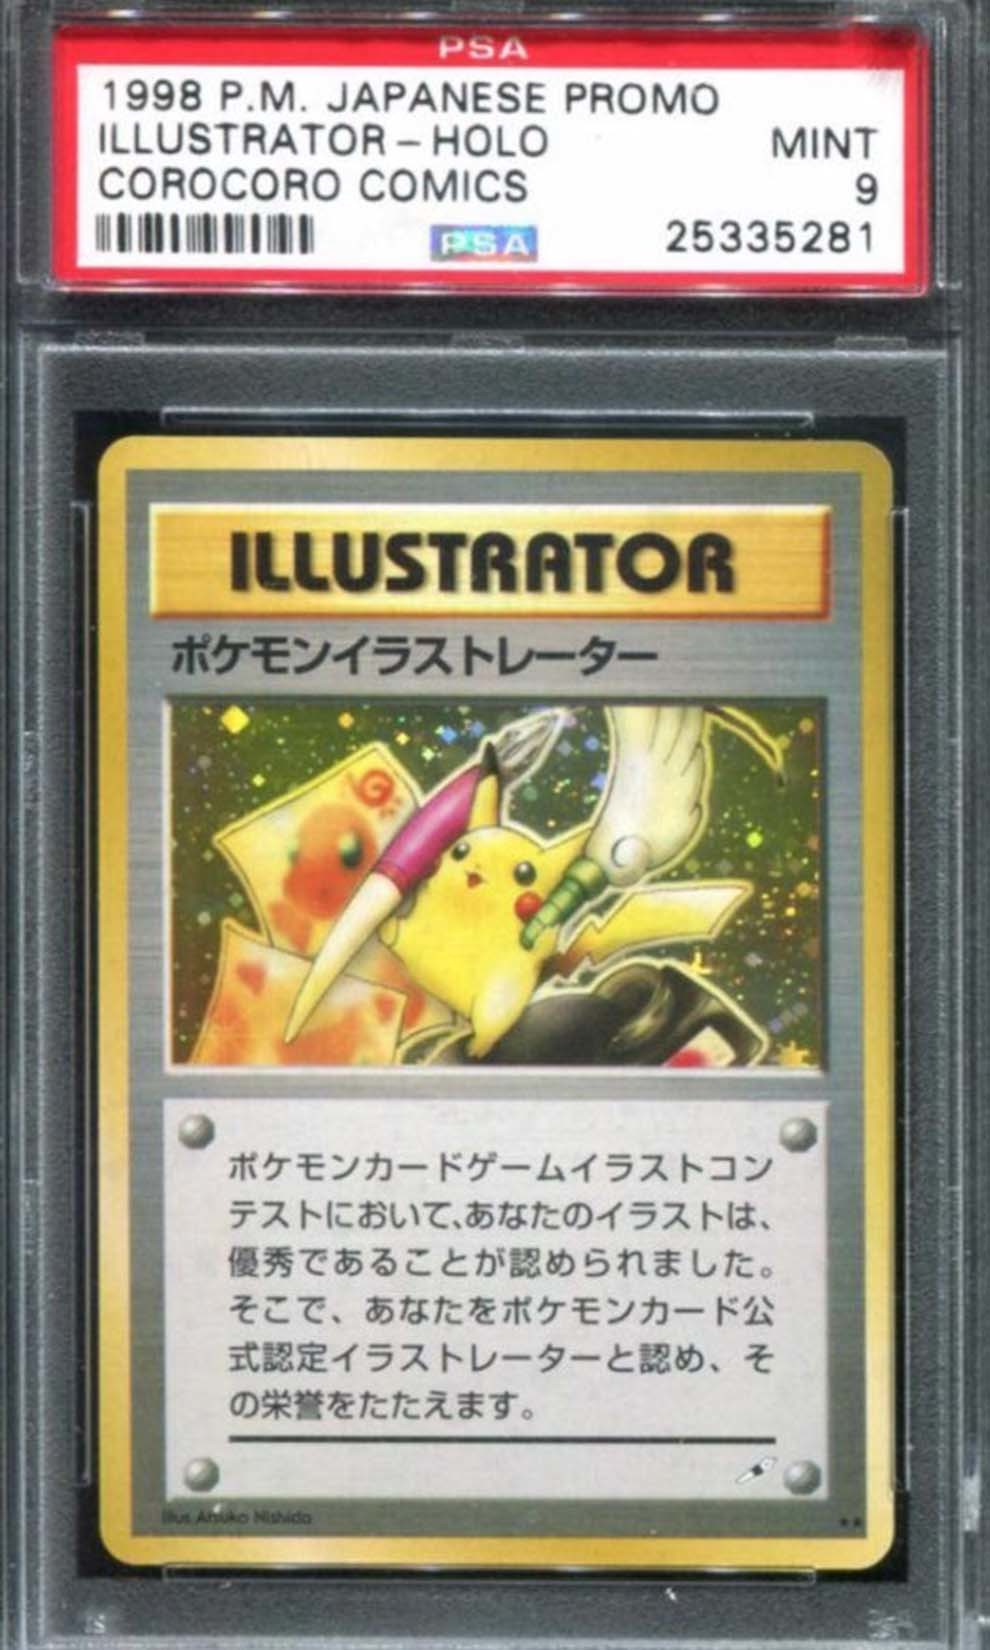 PSA
1998 P.M. JAPANESE PROMO
ILLUSTRATOR-HOLO MINT
COROCORO COMICS 9
PSA 25335281
ILLUSTRATOR
ポケモンイラストレーター
ポケモンカードゲームイラストコン
テストにおいて、あなたのイラストは、
優秀であることが認められました。
そこで、あなたをポケモンカード公
式認定イラストレーターと認め、そ
の栄誉をたたえます。
Illus. Atsuko Nishida ★★